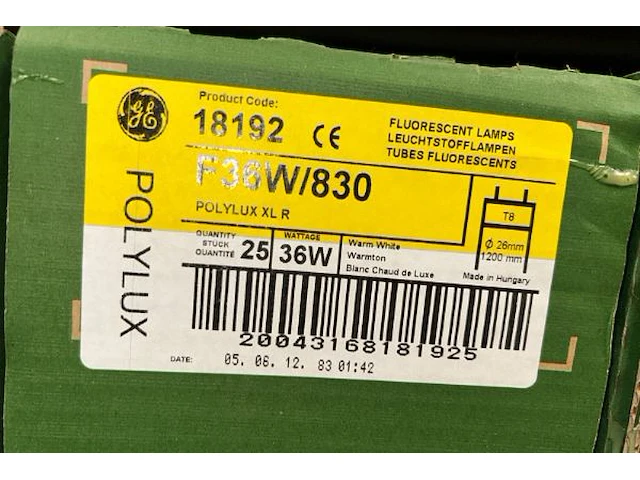 GE
Product Code:
18192 CE
FLUORESCENT LAMPS
LEUCHTSTOFFLAMPEN
TUBES FLUORESCENTS
F36W/830
POLYLUX XL R
POLYLUX
T8
Ø 26mm
1200 mm
QUANTITY
STÜCK
QUANTITÉ
25
WATTAGE
36W
Warm White
Warmton
Blanc Chaud de Luxe
Made in Hungary
20043168181925
DATE: 05. 06. 12. 83 01:42